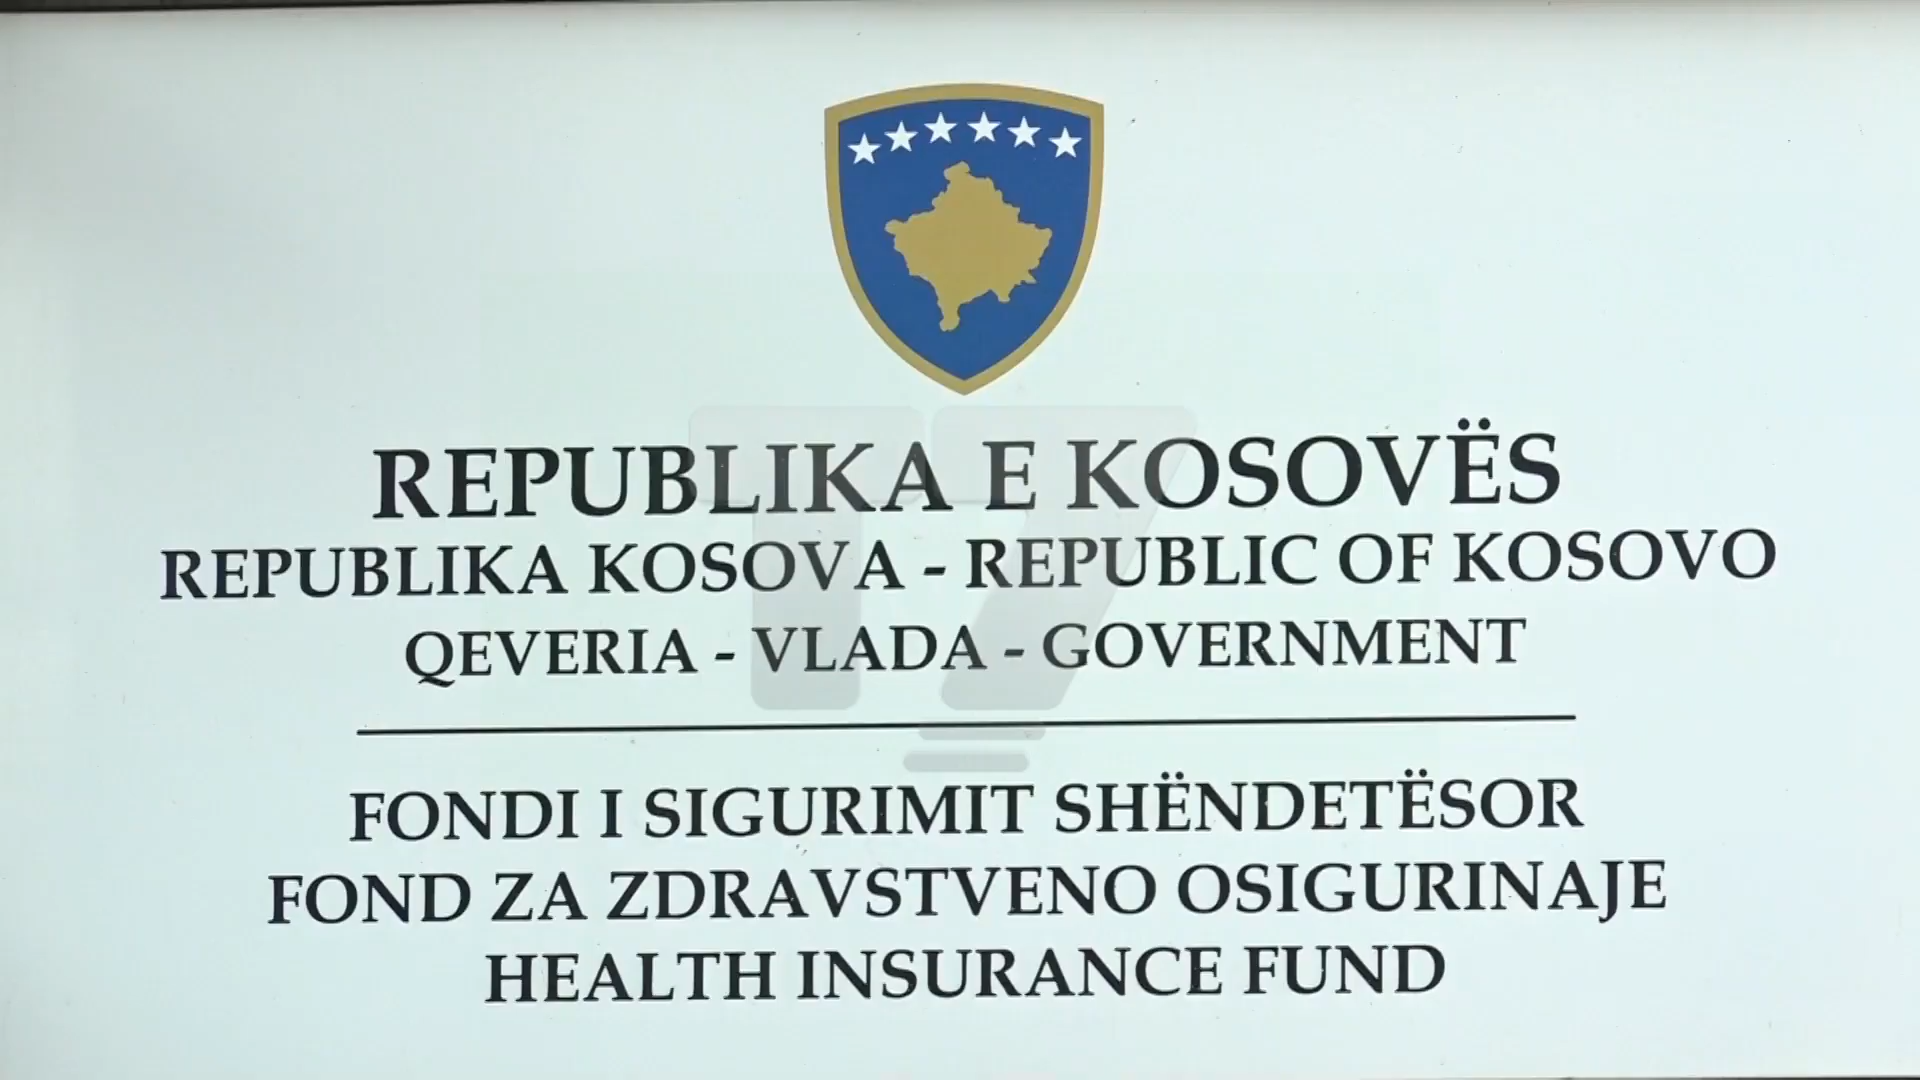 REPUBLIKA E KOSOVËS
REPUBLIKA KOSOVA - REPUBLIC OF KOSOVO
QEVERIA - VLADA - GOVERNMENT
FONDI I SIGURIMIT SHËNDETËSOR
FOND ZA ZDRAVSTVENO OSIGURINAJE
HEALTH INSURANCE FUND